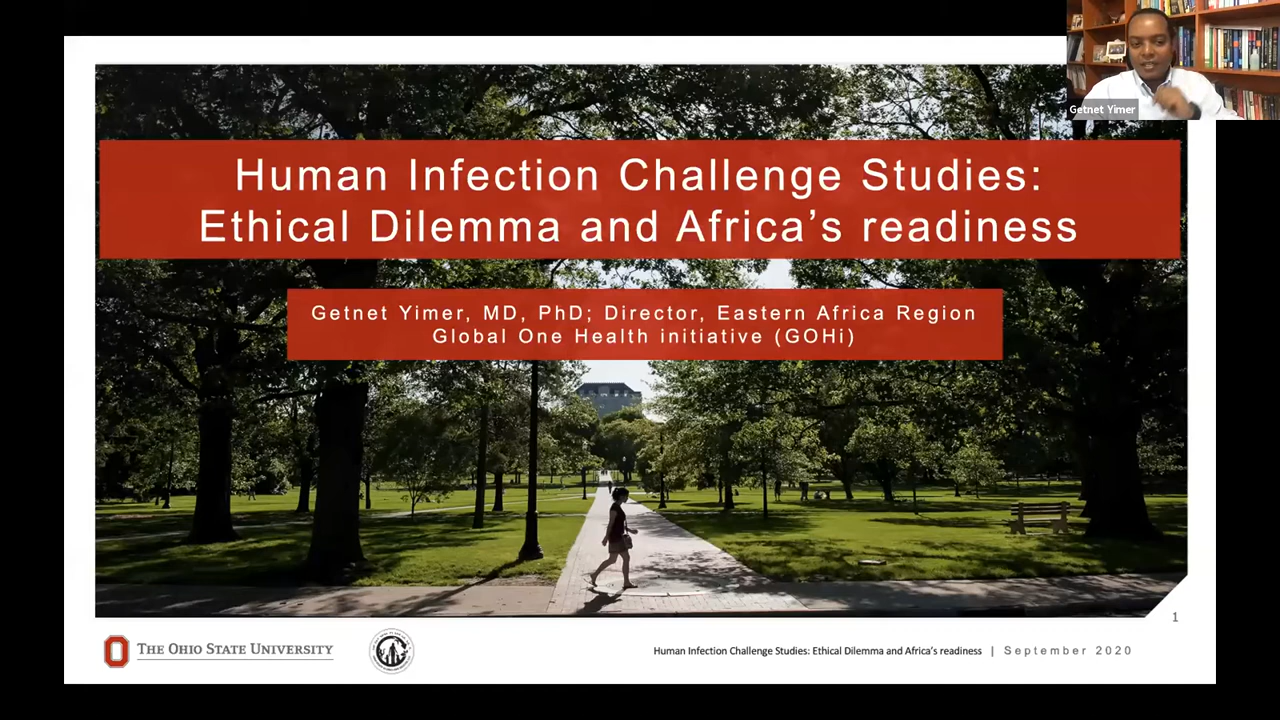 Getnet Yimer
Human Infection Challenge Studies:
Ethical Dilemma and Africa's readiness
Getnet Yimer, MD, PhD; Director, Eastern Africa Region
Global One Health initiative (GOHi)
1
THE OHIO STATE UNIVERSITY
Human Infection Challenge Studies: Ethical Dilemma and Africa's readiness | September 2020